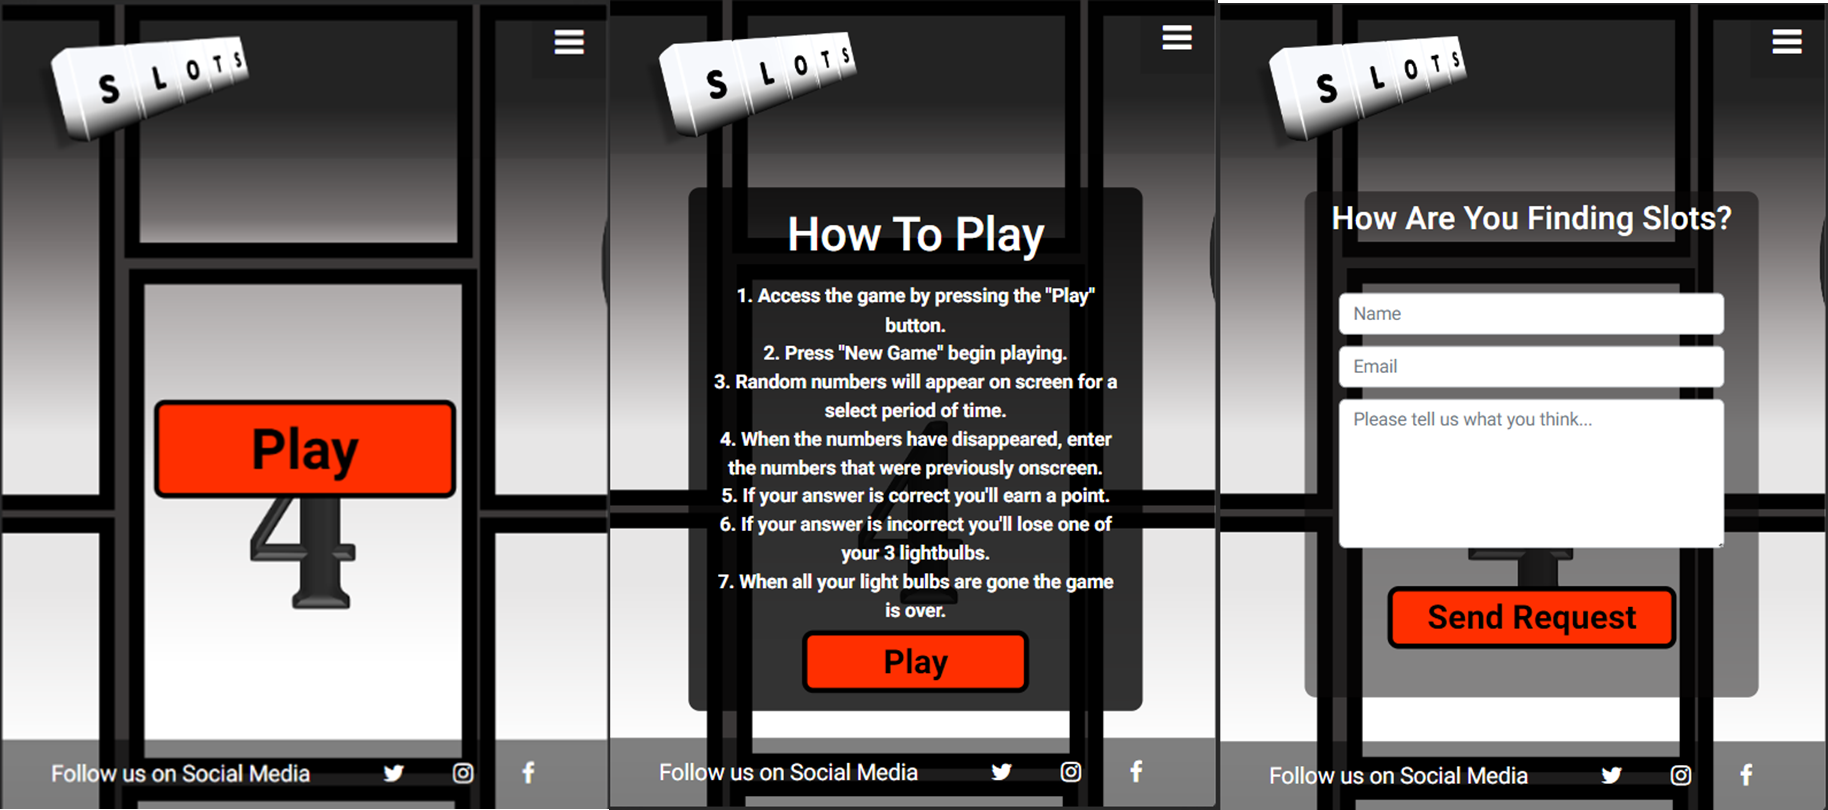 SLOTS
Play
4
Follow us on Social Media
SLOTS
How To Play
1. Access the game by pressing the "Play"
button.
2. Press "New Game" begin playing.
3. Random numbers will appear on screen for a
select period of time.
4. When the numbers have disappeared, enter
the numbers that were previously onscreen.
5. If your answer is correct you'll earn a point.
6. If your answer is incorrect you'll lose one of
your 3 lightbulbs.
7. When all your light bulbs are gone the game
is over.
4
Play
Follow us on Social Media
SLOTS
How Are You Finding Slots?
Name
Email
Please tell us what you think...
Send Request
Follow us on Social Media